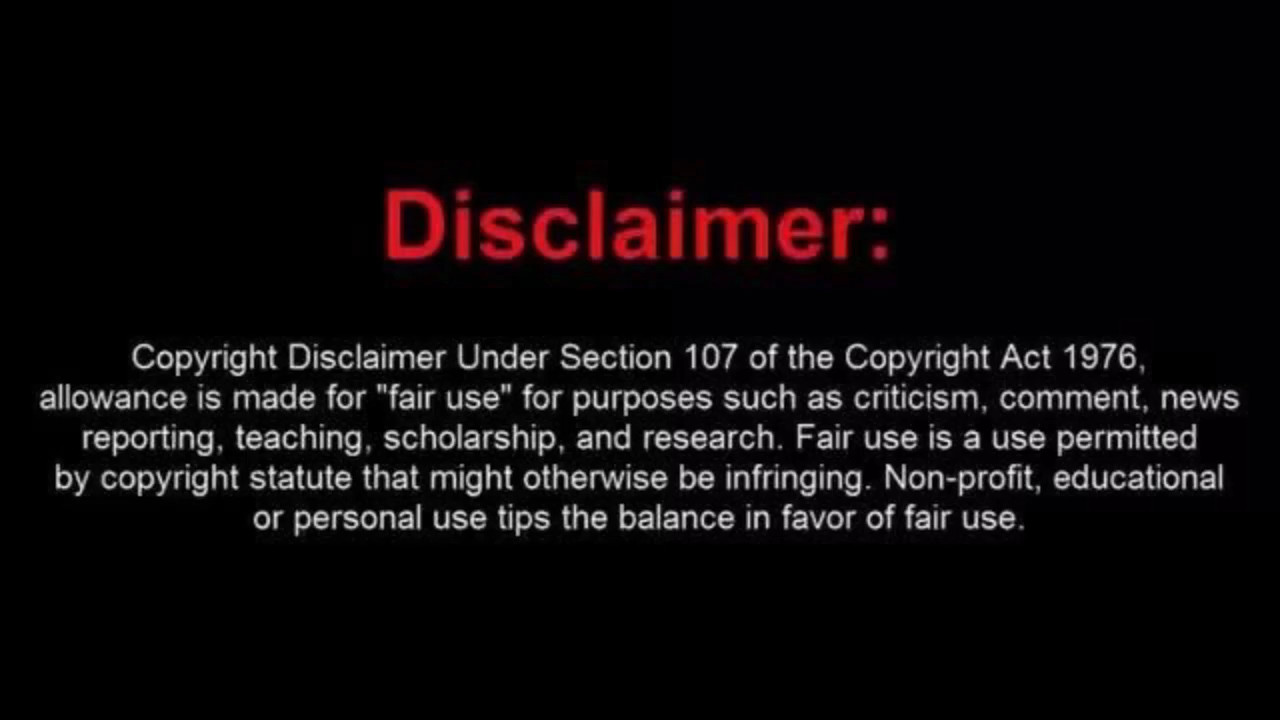 Disclaimer:
Copyright Disclaimer Under Section 107 of the Copyright Act 1976,
allowance is made for "fair use" for purposes such as criticism, comment, news
reporting, teaching, scholarship, and research. Fair use is a use permitted
by copyright statute that might otherwise be infringing. Non-profit, educational
or personal use tips the balance in favor of fair use.